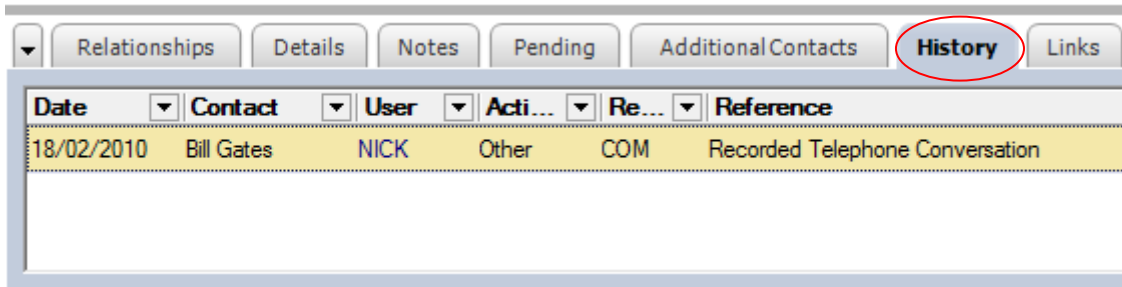 Relationships Details Notes Pending Additional Contacts History Links
Date Contact User Acti... Re... Reference
18/02/2010 Bill Gates NICK Other COM Recorded Telephone Conversation